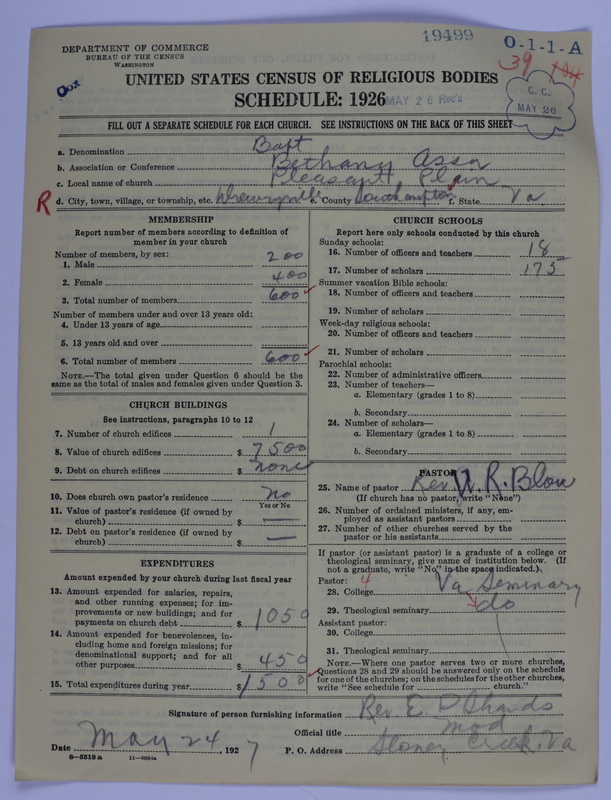 19499
O-1-1-A
39 104
DEPARTMENT OF COMMERCE
BUREAU OF THE CENSUS
WASHINGTON
UNITED STATES CENSUS OF RELIGIOUS BODIES
SCHEDULE: 1926
MAY 26 Rec'd
C. C.
MAY 26
FILL OUT A SEPARATE SCHEDULE FOR EACH CHURCH. SEE INSTRUCTIONS ON THE BACK OF THIS SHEET
a. Denomination Bapt
b. Association or Conference Bethany Assn
c. Local name of church Pleasant Plain
R d. City, town, village, or township, etc. Drewryville e. County Southampton f. State Va
MEMBERSHIP
Report number of members according to definition of
member in your church
Number of members, by sex:
1. Male 200
2. Female 400
3. Total number of members 600
Number of members under and over 13 years old:
4. Under 13 years of age
5. 13 years old and over
6. Total number of members 600
NOTE.—The total given under Question 6 should be the
same as the total of males and females given under Question 3.
CHURCH BUILDINGS
See instructions, paragraphs 10 to 12
7. Number of church edifices 1
8. Value of church edifices $ 7500
9. Debt on church edifices $ none
10. Does church own pastor's residence no
Yes or No
11. Value of pastor's residence (if owned by
church) $ —
12. Debt on pastor's residence (if owned by
church) $ —
EXPENDITURES
Amount expended by your church during last fiscal year
13. Amount expended for salaries, repairs,
and other running expenses; for im-
provements or new buildings; and for
payments on church debt $ 1050
14. Amount expended for benevolences, in-
cluding home and foreign missions; for
denominational support; and for all
other purposes $ 450
15. Total expenditures during year $ 1500
CHURCH SCHOOLS
Report here only schools conducted by this church
Sunday schools:
16. Number of officers and teachers 18
17. Number of scholars 175
Summer vacation Bible schools:
18. Number of officers and teachers
19. Number of scholars
Week-day religious schools:
20. Number of officers and teachers
21. Number of scholars
Parochial schools:
22. Number of administrative officers
23. Number of teachers—
a. Elementary (grades 1 to 8)
b. Secondary
24. Number of scholars—
a. Elementary (grades 1 to 8)
b. Secondary
PASTOR
25. Name of pastor Rev. W. R. Blow
(If church has no pastor, write "None")
26. Number of ordained ministers, if any, em-
ployed as assistant pastors
27. Number of other churches served by the
pastor or his assistants
If pastor (or assistant pastor) is a graduate of a college or
theological seminary, give name of institution below. (If
not a graduate, write "No" in the space indicated.)
Pastor: 4
28. College Va Seminary
29. Theological seminary do
Assistant pastor:
30. College
31. Theological seminary
NOTE.—Where one pastor serves two or more churches,
Questions 28 and 29 should be answered only on the schedule
for one of the churches; on the schedules for the other churches,
write "See schedule for church."
Signature of person furnishing information Rev. E. P. Shands
Official title mod
Date May 24, 1927 P. O. Address Stoney Creek, Va
8—5518 a 11—9054a